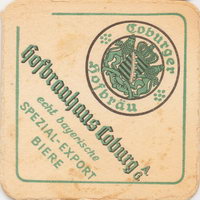 Coburger
Hofbräu
Hofbrauhaus Coburg A.
G.
echt bayerische
SPEZIAL-EXPORT
BIERE